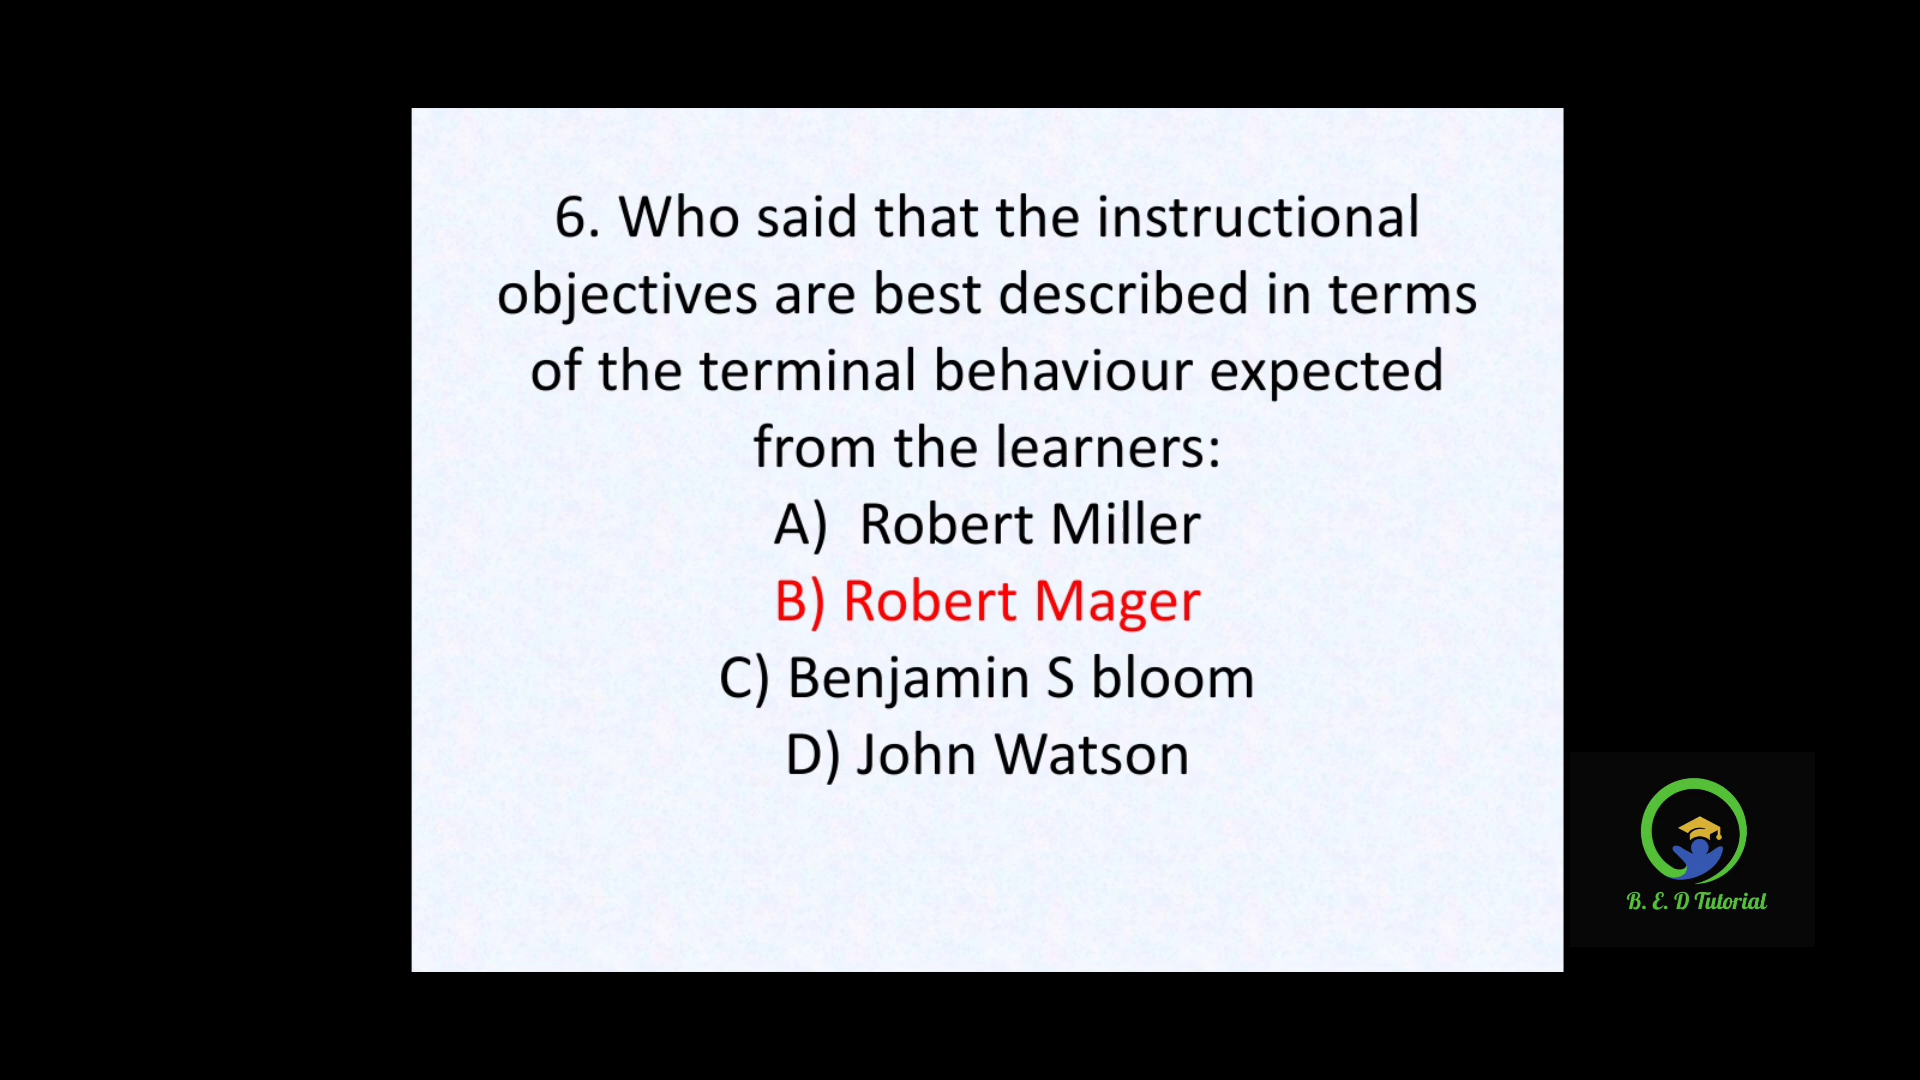 6. Who said that the instructional
objectives are best described in terms
of the terminal behaviour expected
from the learners:
A)  Robert Miller
B) Robert Mager
C) Benjamin S bloom
D) John Watson
B. E. D Tutorial